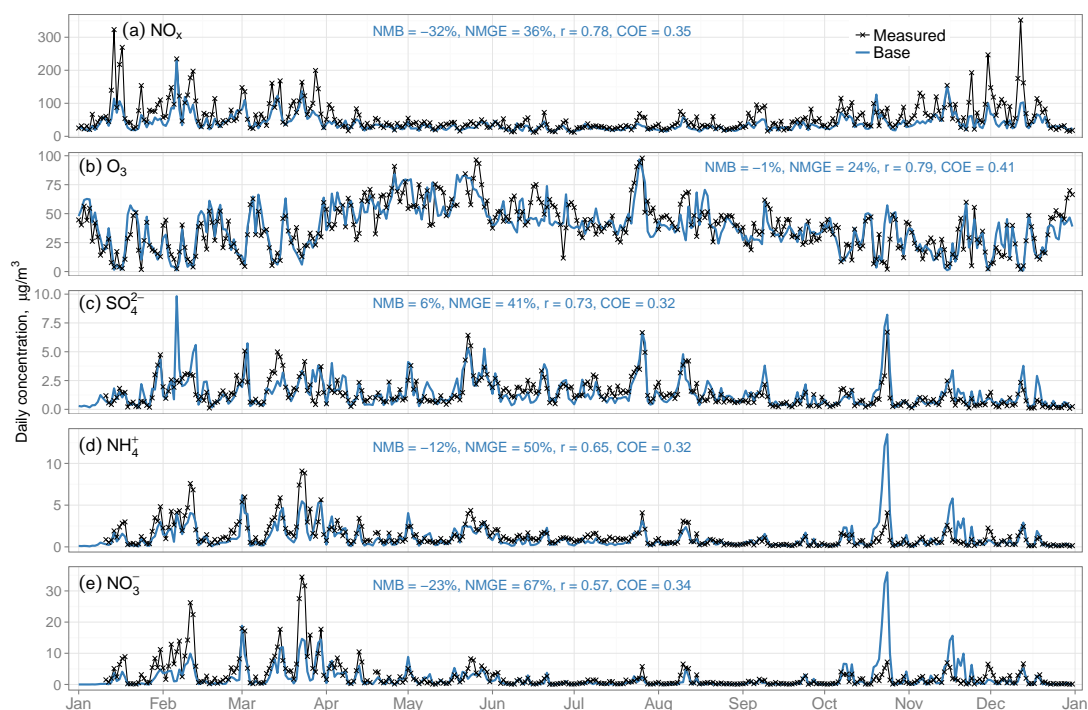 (a) NOₓ
NMB = −32%, NMGE = 36%, r = 0.78, COE = 0.35
Measured
Base
300
200
100
0
(b) O₃
NMB = −1%, NMGE = 24%, r = 0.79, COE = 0.41
100
75
50
25
0
(c) SO₄²⁻
NMB = 6%, NMGE = 41%, r = 0.73, COE = 0.32
10.0
7.5
5.0
2.5
0.0
Daily concentration, µg/m³
(d) NH₄⁺
NMB = −12%, NMGE = 50%, r = 0.65, COE = 0.32
10
5
0
(e) NO₃⁻
NMB = −23%, NMGE = 67%, r = 0.57, COE = 0.34
30
20
10
0
Jan Feb Mar Apr May Jun Jul Aug Sep Oct Nov Dec Jan